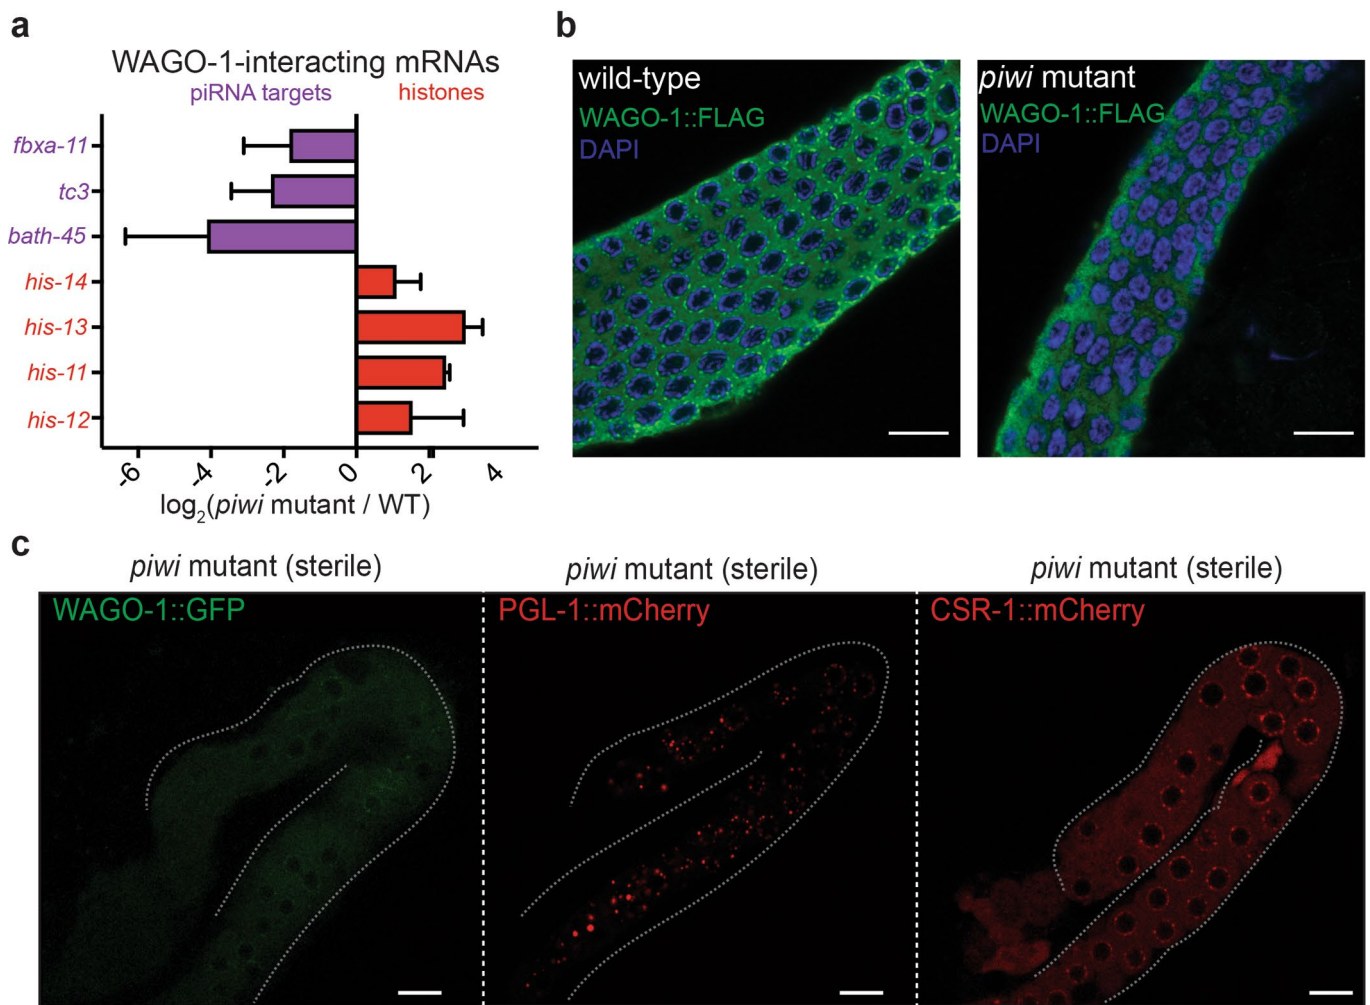 a
WAGO-1-interacting mRNAs
piRNA targets histones
fbxa-11
tc3
bath-45
his-14
his-13
his-11
his-12
-6 -4 -2 0 2 4
log2(piwi mutant / WT)
b
wild-type
WAGO-1::FLAG
DAPI
piwi mutant
WAGO-1::FLAG
DAPI
c
piwi mutant (sterile)
WAGO-1::GFP
piwi mutant (sterile)
PGL-1::mCherry
piwi mutant (sterile)
CSR-1::mCherry